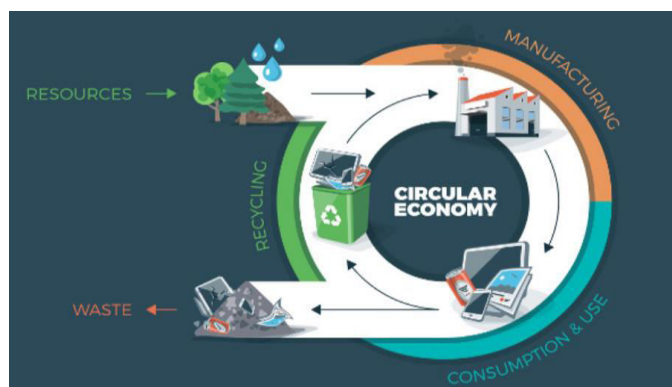 MANUFACTURING
RESOURCES
RECYCLING
CIRCULAR
ECONOMY
WASTE
CONSUMPTION & USE